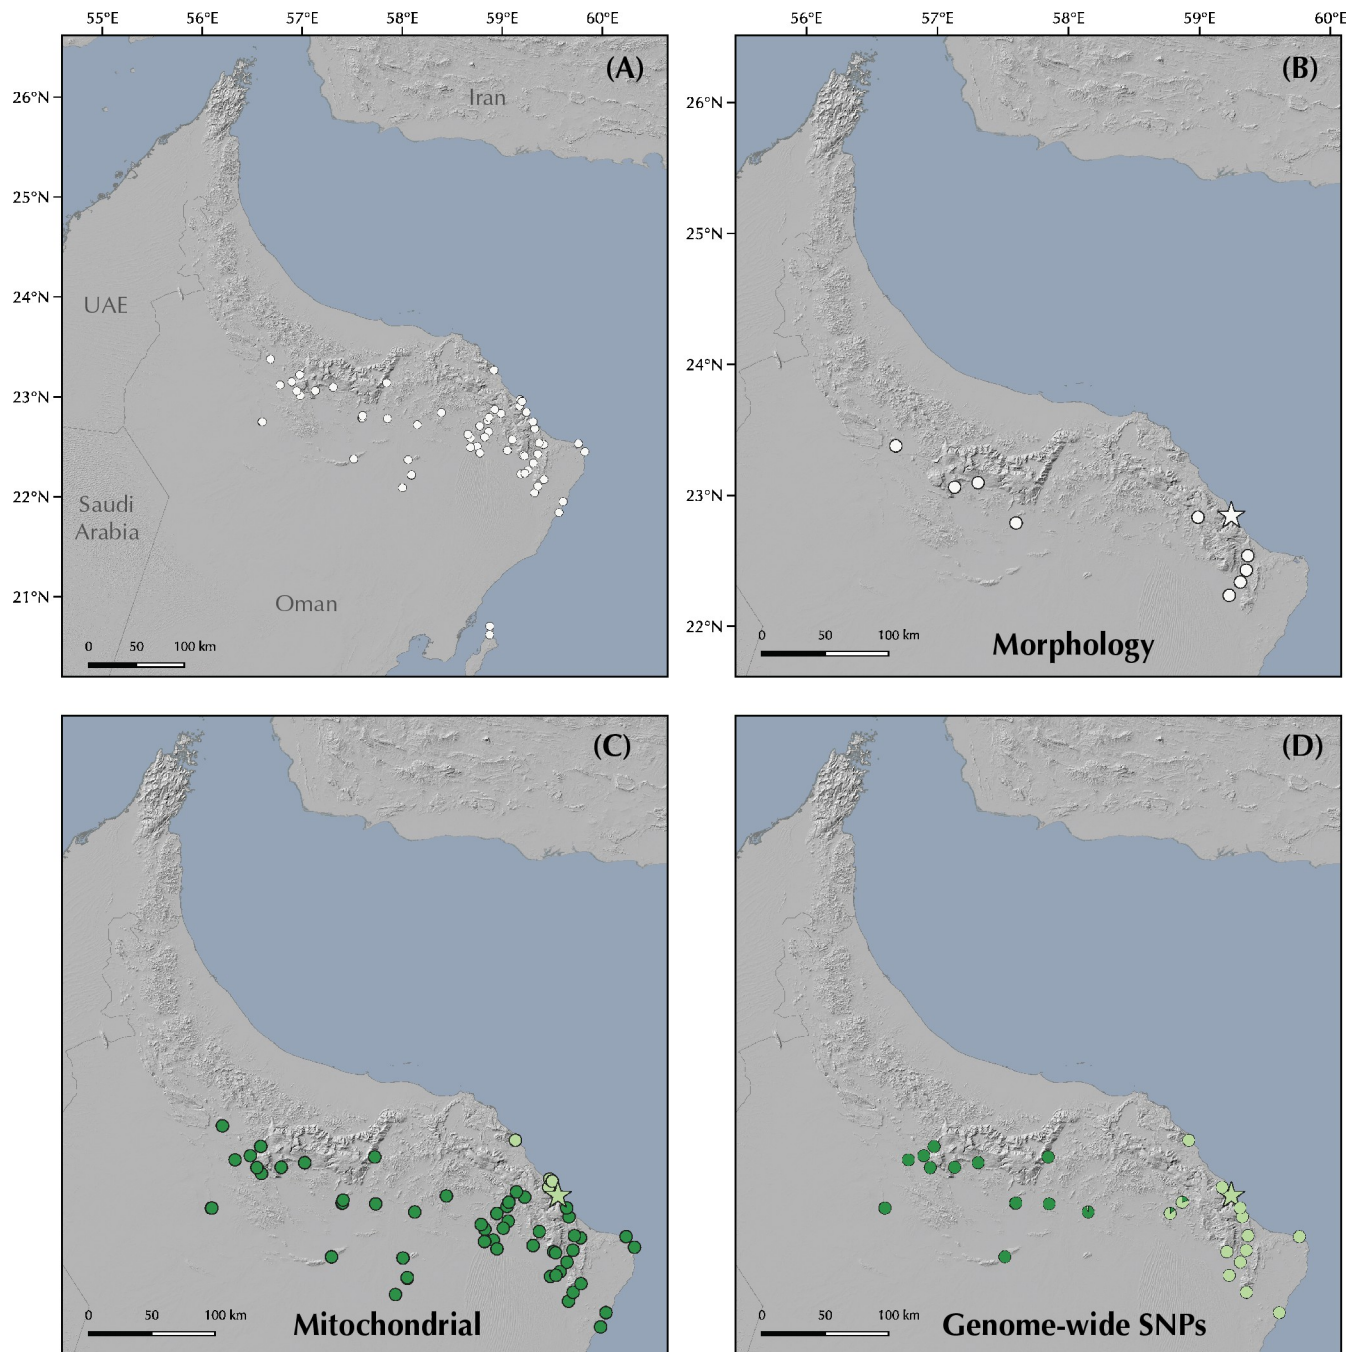 55°E 56°E 57°E 58°E 59°E 60°E
56°E 57°E 58°E 59°E 60°E
(A)
(B)
Iran
26°N
26°N
25°N
25°N
24°N
UAE
24°N
23°N
23°N
22°N
Saudi
Arabia
22°N
21°N
Oman
0 50 100 km
0 50 100 km
Morphology
(C)
(D)
0 50 100 km
Mitochondrial
0 50 100 km
Genome-wide SNPs